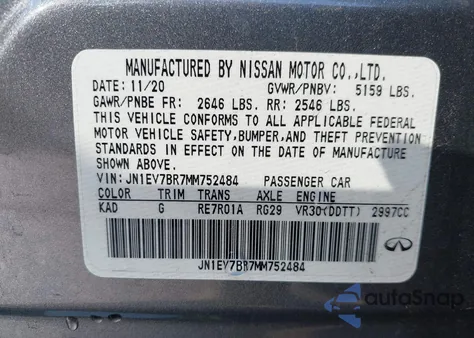 MANUFACTURED BY NISSAN MOTOR CO.,LTD.
DATE: 11/20 GVWR/PNBV: 5159 LBS.
GAWR/PNBE FR: 2646 LBS. RR: 2546 LBS.
THIS VEHICLE CONFORMS TO ALL APPLICABLE FEDERAL
MOTOR VEHICLE SAFETY,BUMPER,AND THEFT PREVENTION
STANDARDS IN EFFECT ON THE DATE OF MANUFACTURE
SHOWN ABOVE.
VIN: JN1EV7BR7MM752484 PASSENGER CAR
COLOR TRIM TRANS AXLE ENGINE
KAD G RE7R01A RG29 VR30(DDTT) 2997CC
JN1EV7BR7MM752484
autoSnap